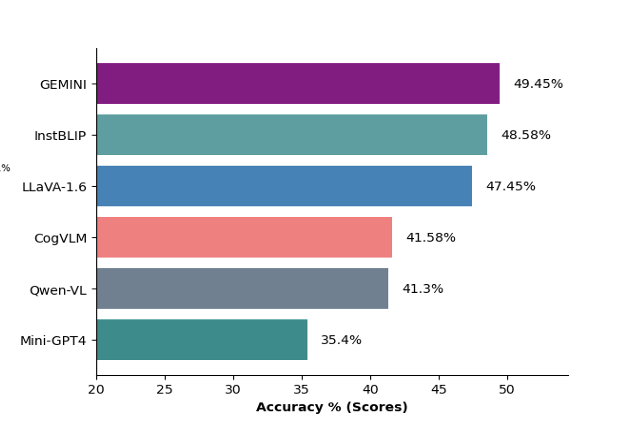 GEMINI 49.45%
InstBLIP 48.58%
%
LLaVA-1.6 47.45%
CogVLM 41.58%
Qwen-VL 41.3%
Mini-GPT4 35.4%
20 25 30 35 40 45 50
Accuracy % (Scores)